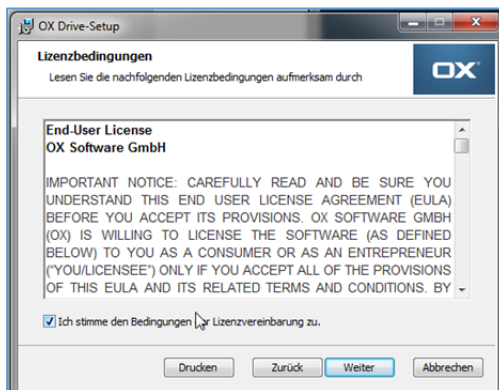 OX Drive-Setup
Lizenzbedingungen
Lesen Sie die nachfolgenden Lizenzbedingungen aufmerksam durch
OX
End-User License
OX Software GmbH
IMPORTANT NOTICE: CAREFULLY READ AND BE SURE YOU
UNDERSTAND THIS END USER LICENSE AGREEMENT (EULA)
BEFORE YOU ACCEPT ITS PROVISIONS. OX SOFTWARE GMBH
(OX) IS WILLING TO LICENSE THE SOFTWARE (AS DEFINED
BELOW) TO YOU AS A CONSUMER OR AS AN ENTREPRENEUR
("YOU/LICENSEE") ONLY IF YOU ACCEPT ALL OF THE PROVISIONS
OF THIS EULA AND ITS RELATED TERMS AND CONDITIONS. BY
Ich stimme den Bedingungen der Lizenzvereinbarung zu.
Drucken Zurück Weiter Abbrechen